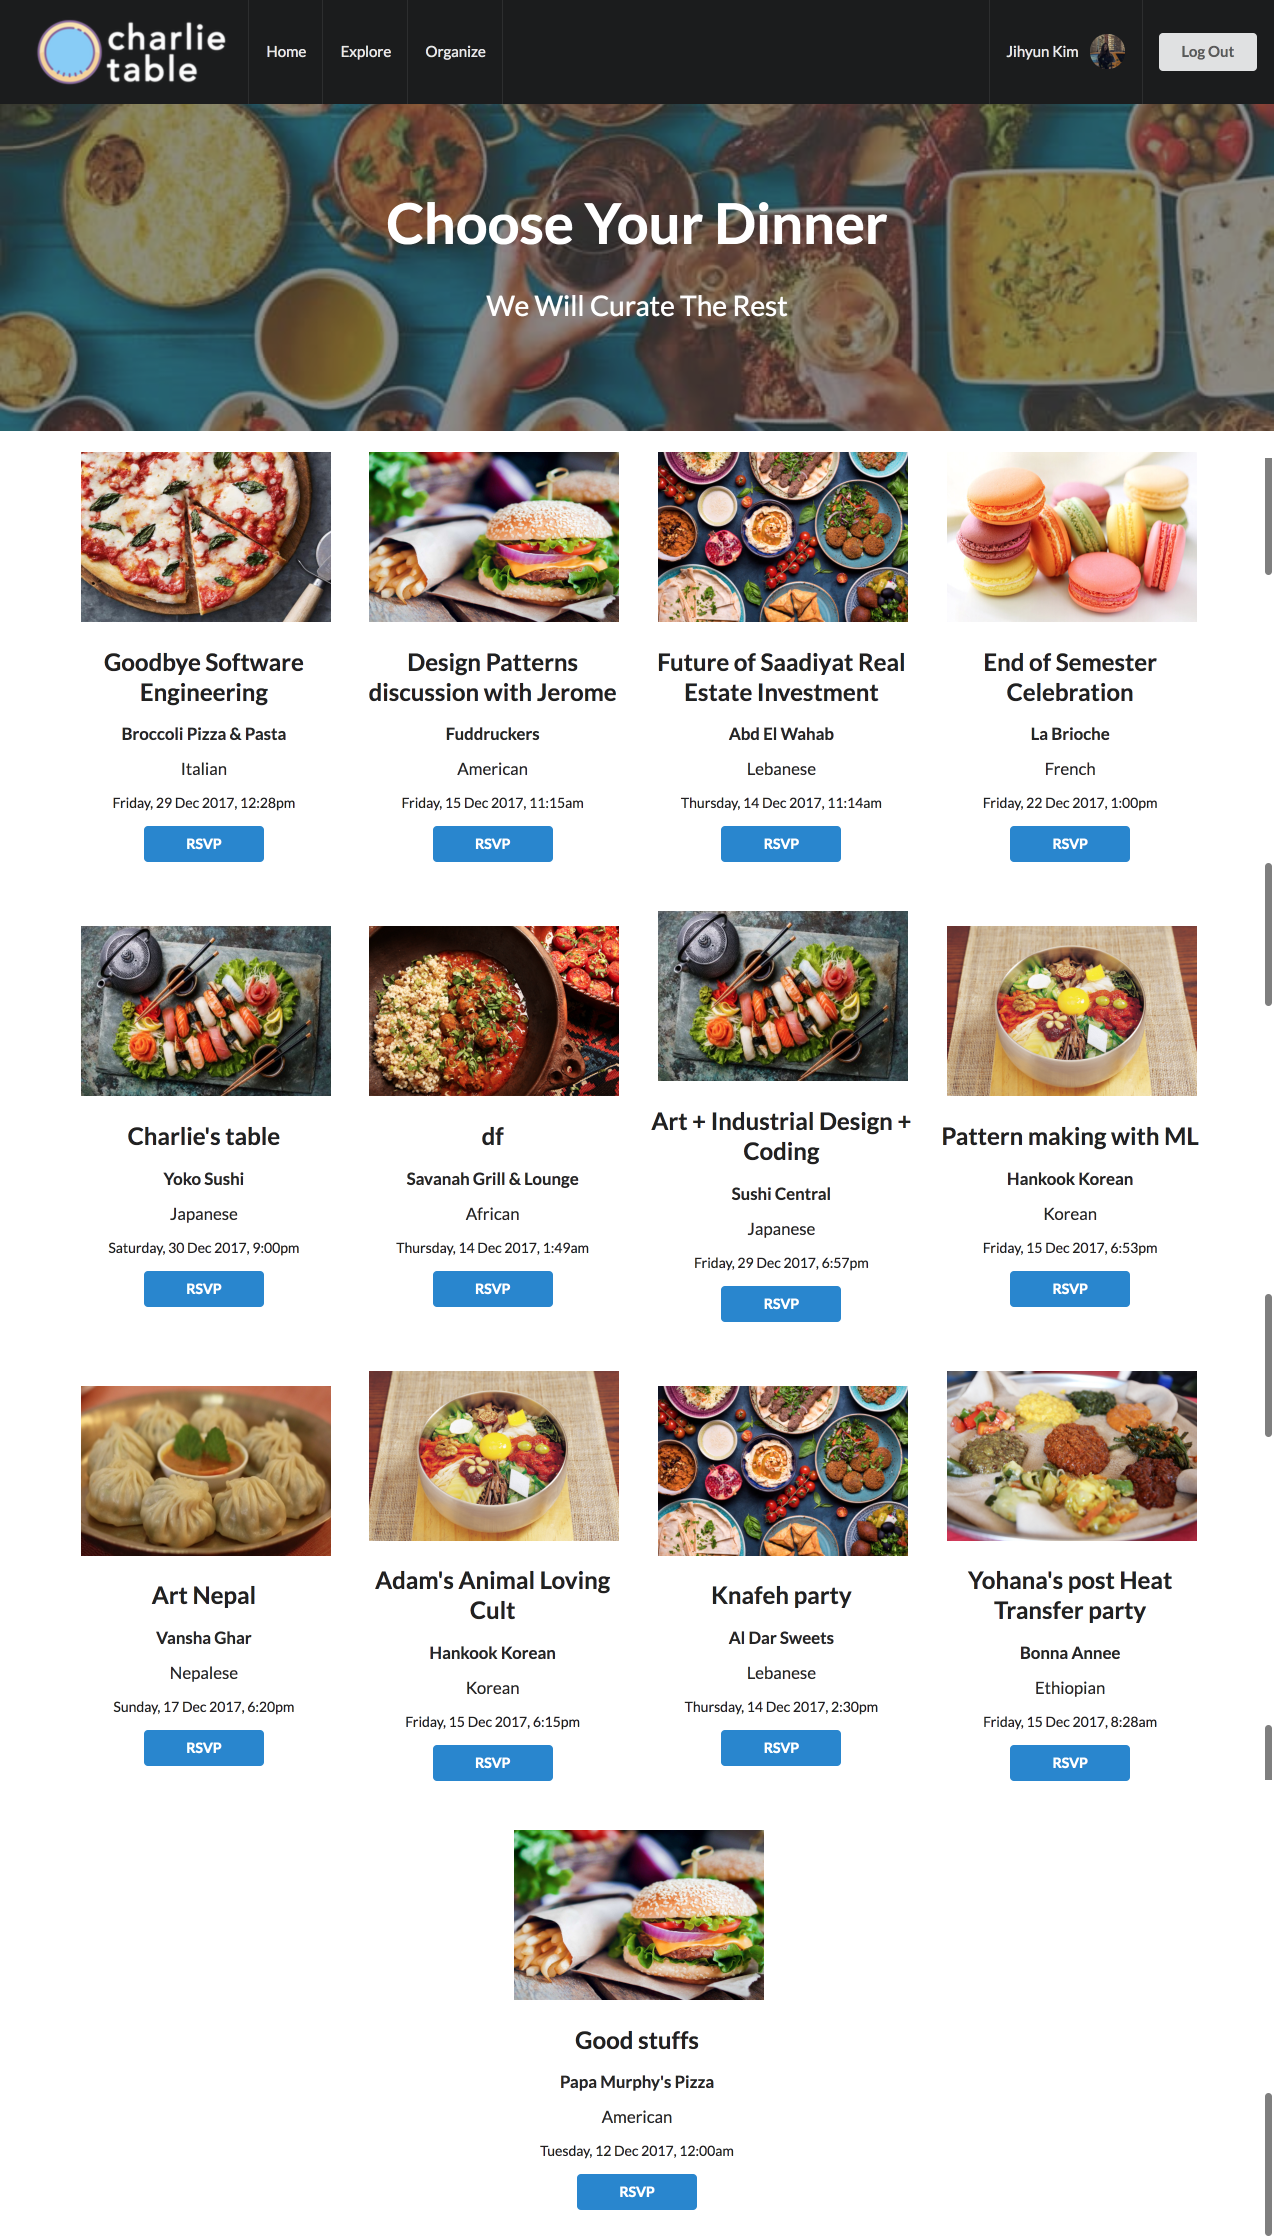 charlie
table
Home
Explore
Organize
Jihyun Kim
Log Out
Choose Your Dinner
We Will Curate The Rest
Goodbye Software
Engineering
Broccoli Pizza & Pasta
Italian
Friday, 29 Dec 2017, 12:28pm
RSVP
Design Patterns
discussion with Jerome
Fuddruckers
American
Friday, 15 Dec 2017, 11:15am
RSVP
Future of Saadiyat Real
Estate Investment
Abd El Wahab
Lebanese
Thursday, 14 Dec 2017, 11:14am
RSVP
End of Semester
Celebration
La Brioche
French
Friday, 22 Dec 2017, 1:00pm
RSVP
Charlie's table
Yoko Sushi
Japanese
Saturday, 30 Dec 2017, 9:00pm
RSVP
df
Savanah Grill & Lounge
African
Thursday, 14 Dec 2017, 1:49am
RSVP
Art + Industrial Design +
Coding
Sushi Central
Japanese
Friday, 29 Dec 2017, 6:57pm
RSVP
Pattern making with ML
Hankook Korean
Korean
Friday, 15 Dec 2017, 6:53pm
RSVP
Art Nepal
Vansha Ghar
Nepalese
Sunday, 17 Dec 2017, 6:20pm
RSVP
Adam's Animal Loving
Cult
Hankook Korean
Korean
Friday, 15 Dec 2017, 6:15pm
RSVP
Knafeh party
Al Dar Sweets
Lebanese
Thursday, 14 Dec 2017, 2:30pm
RSVP
Yohana's post Heat
Transfer party
Bonna Annee
Ethiopian
Friday, 15 Dec 2017, 8:28am
RSVP
Good stuffs
Papa Murphy's Pizza
American
Tuesday, 12 Dec 2017, 12:00am
RSVP